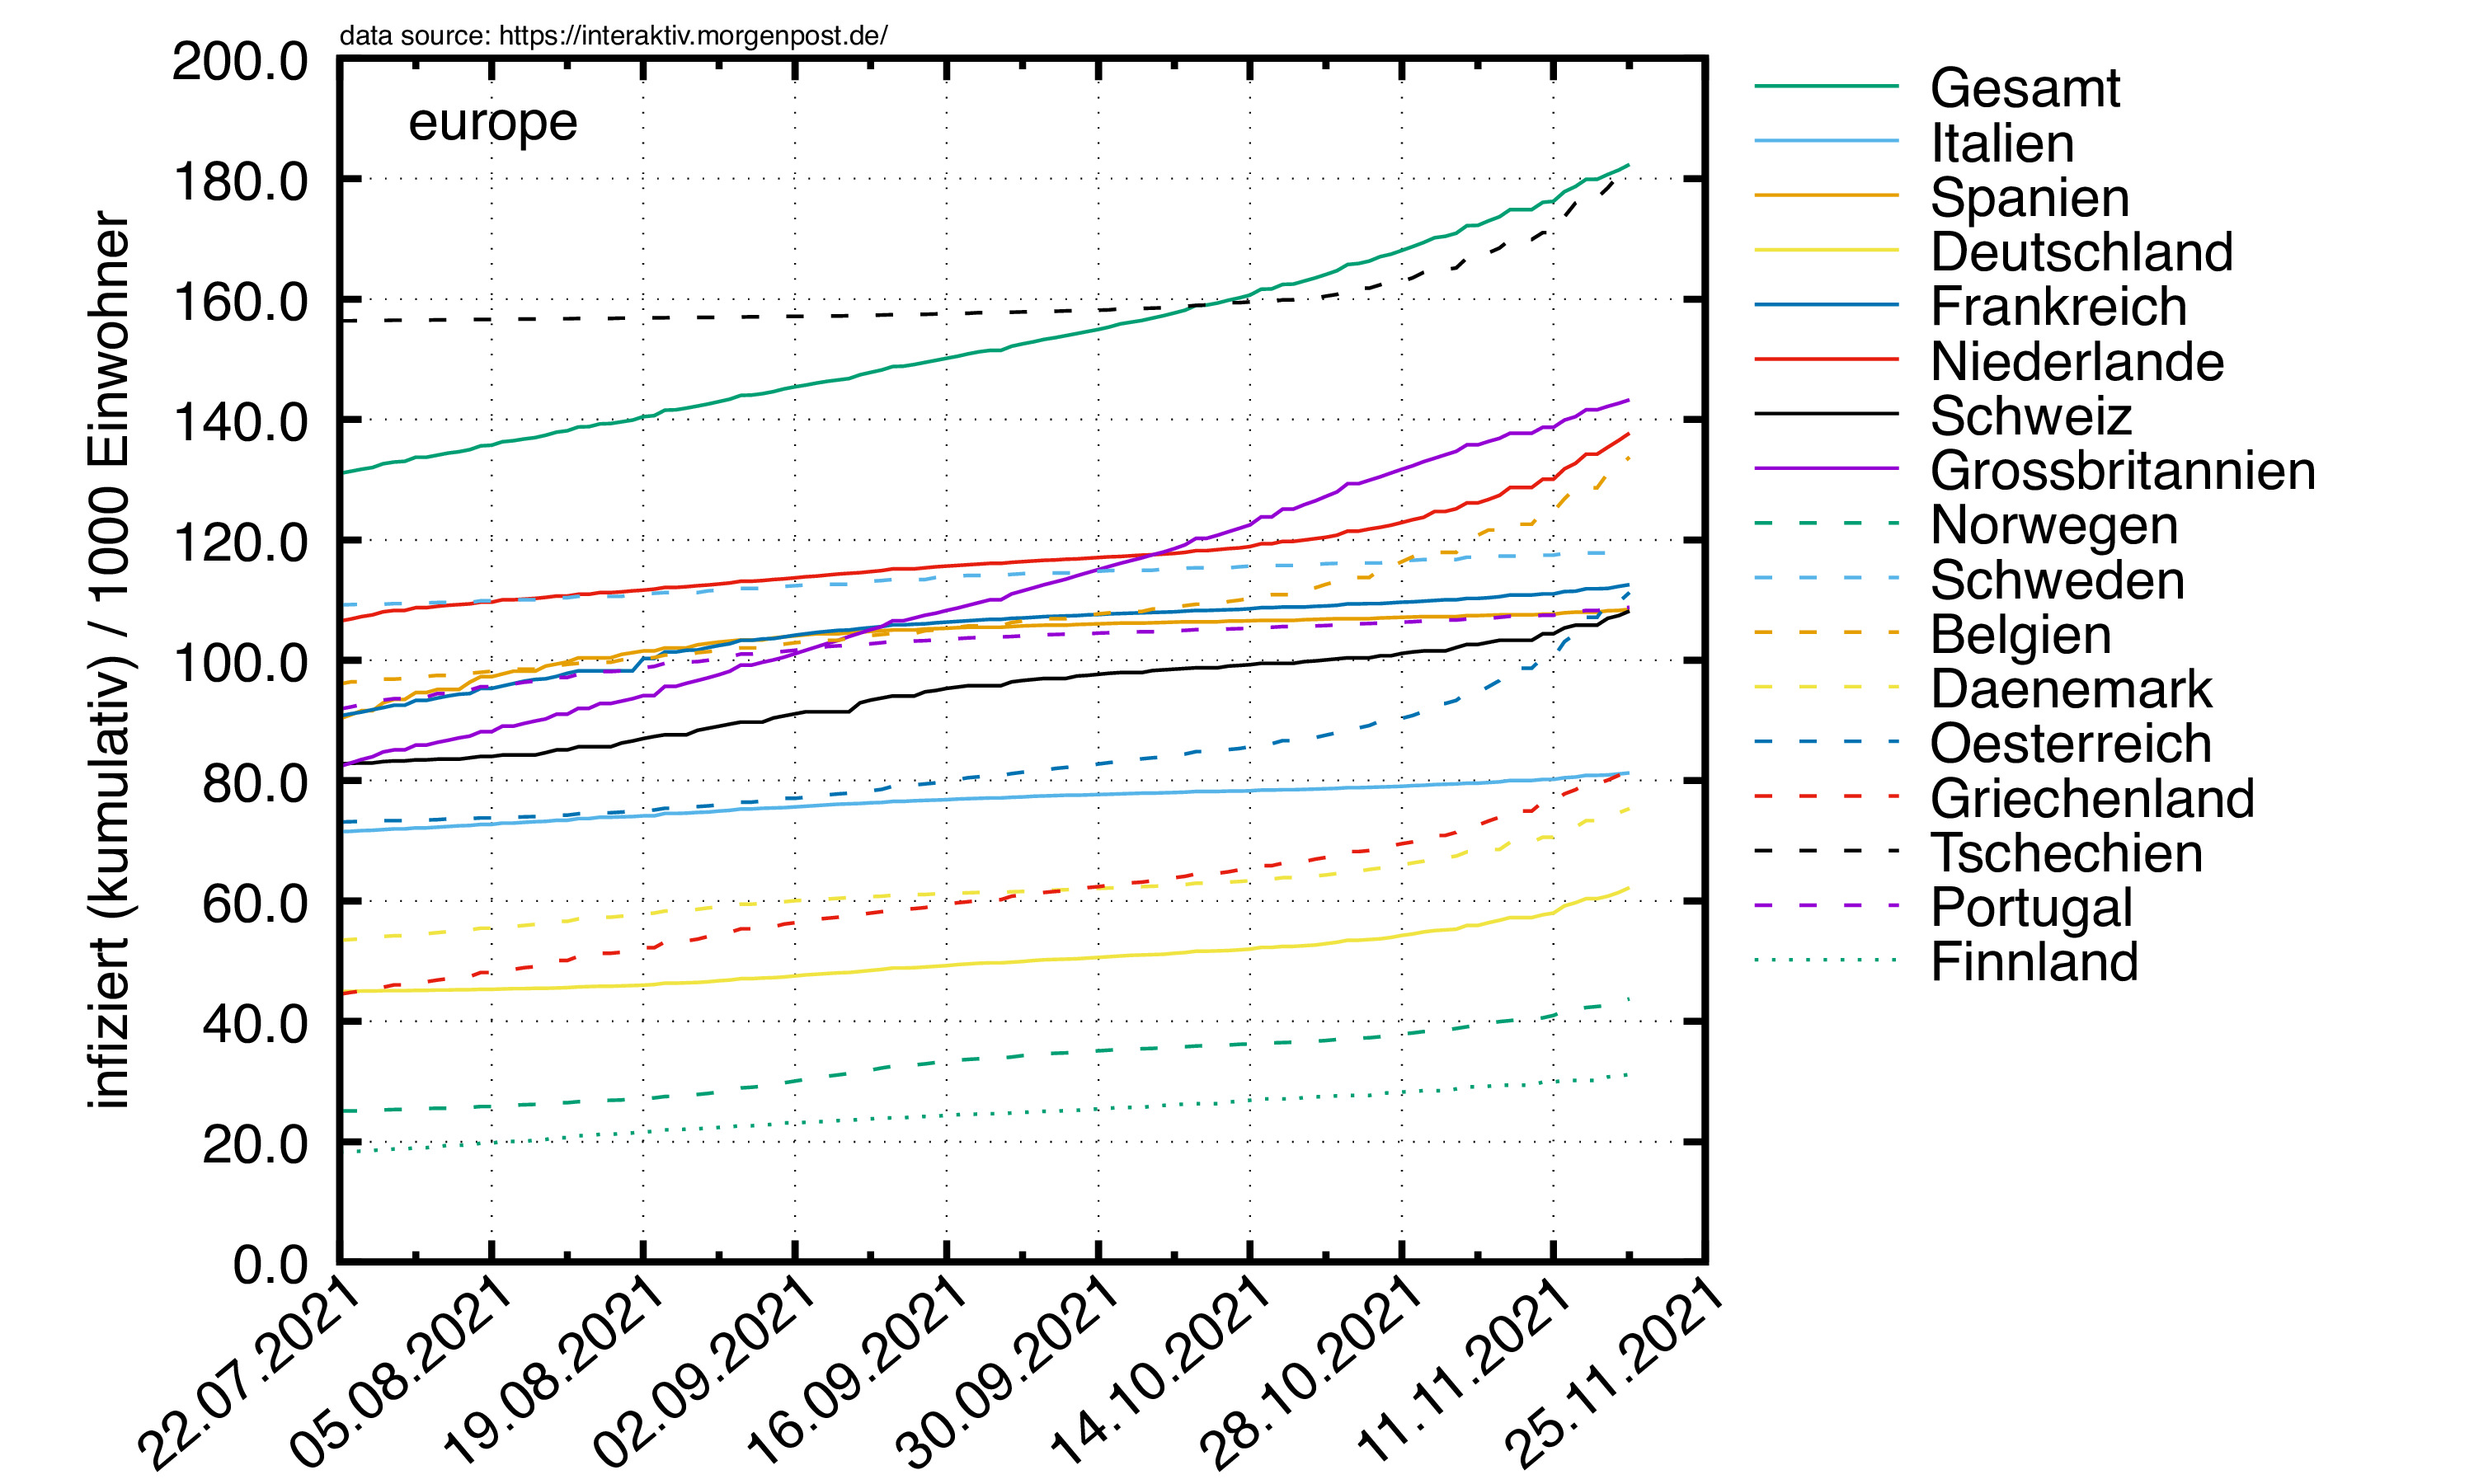 data source: https://interaktiv.morgenpost.de/
europe
infiziert (kumulativ) / 1000 Einwohner
200.0
180.0
160.0
140.0
120.0
100.0
80.0
60.0
40.0
20.0
0.0
22.07.2021
05.08.2021
19.08.2021
02.09.2021
16.09.2021
30.09.2021
14.10.2021
28.10.2021
11.11.2021
25.11.2021
Gesamt
Italien
Spanien
Deutschland
Frankreich
Niederlande
Schweiz
Grossbritannien
Norwegen
Schweden
Belgien
Daenemark
Oesterreich
Griechenland
Tschechien
Portugal
Finnland